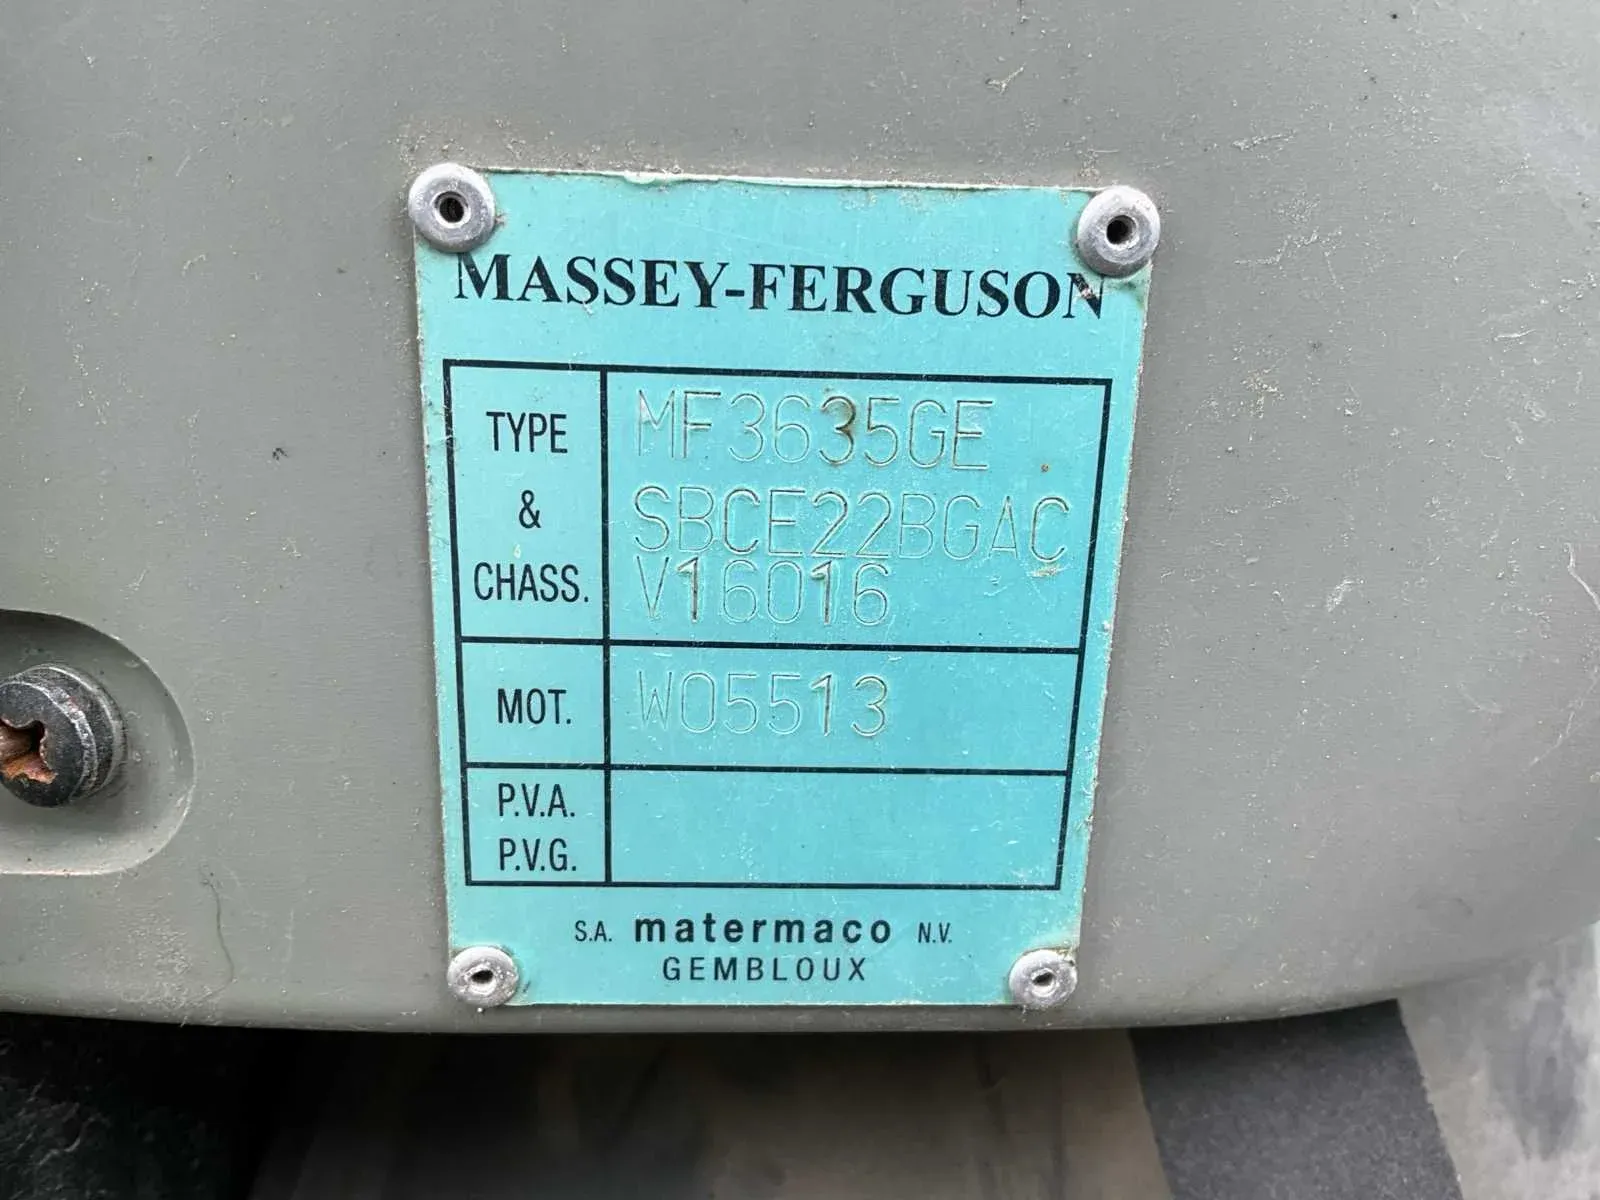 MASSEY-FERGUSON
TYPE & CHASS.
MF3635GE
SBCE22BGAC
V16016
MOT.
W05513
P.V.A.
P.V.G.
S.A. matermaco N.V.
GEMBLOUX